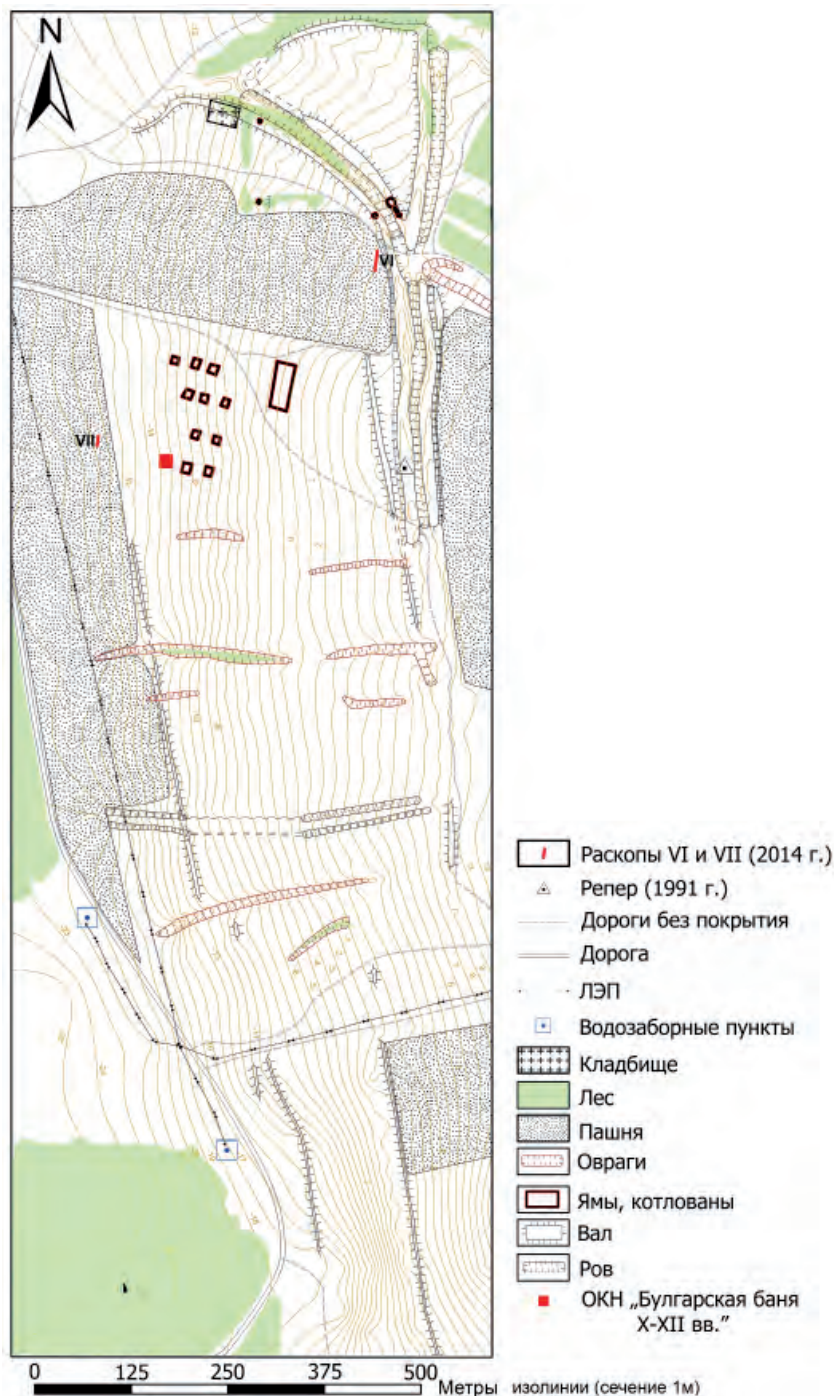 N
VI
VII
Раскопы VI и VII (2014 г.)
Репер (1991 г.)
Дороги без покрытия
Дорога
ЛЭП
Водозаборные пункты
Кладбище
Лес
Пашня
Овраги
Ямы, котлованы
Вал
Ров
ОКН „Булгарская баня
X-XII вв.”
0 125 250 375 500
Метры изолинии (сечение 1м)